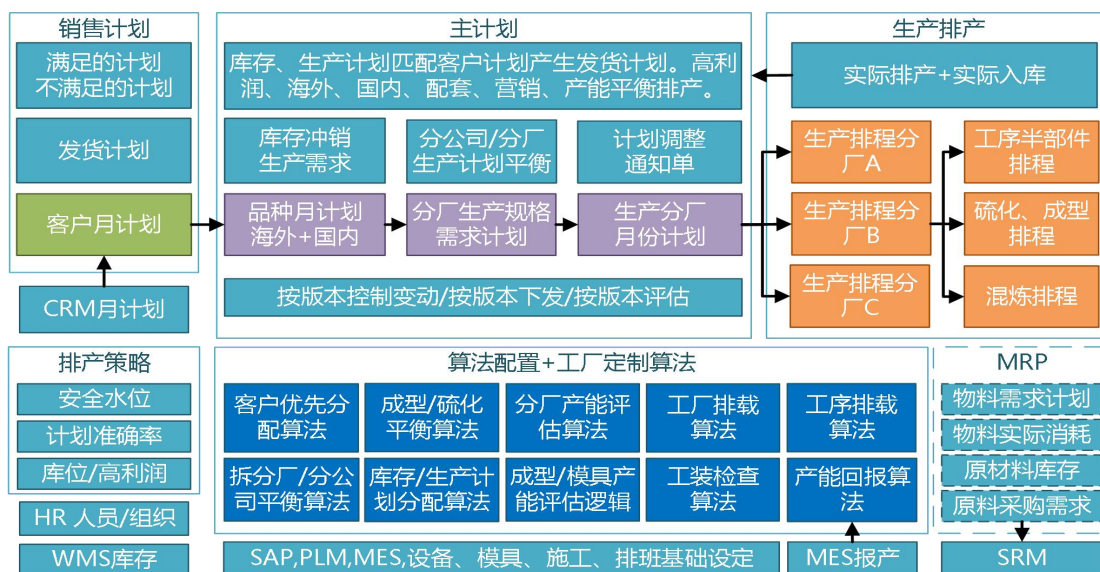 销售计划
满足的计划
不满足的计划
发货计划
客户月计划
CRM月计划
主计划
库存、生产计划匹配客户计划产生发货计划。高利
润、海外、国内、配套、营销、产能平衡排产。
库存冲销
生产需求
分公司/分厂
生产计划平衡
计划调整
通知单
品种月计划
海外+国内
分厂生产规格
需求计划
生产分厂
月份计划
按版本控制变动/按版本下发/按版本评估
生产排产
实际排产+实际入库
生产排程分
厂A
工序半部件
排程
生产排程分
厂B
硫化、成型
排程
生产排程分
厂C
混炼排程
排产策略
安全水位
计划准确率
库位/高利润
HR 人员/组织
WMS库存
算法配置+工厂定制算法
客户优先分
配算法
成型/硫化
平衡算法
分厂产能评
估算法
工厂排载
算法
工序排载
算法
拆分厂/分公
司平衡算法
库存/生产计
划分配算法
成型/模具产
能评估逻辑
工装检查
算法
产能回报算
法
SAP,PLM,MES,设备、模具、施工、排班基础设定
MES报产
MRP
物料需求计划
物料实际消耗
原材料库存
原料采购需求
SRM